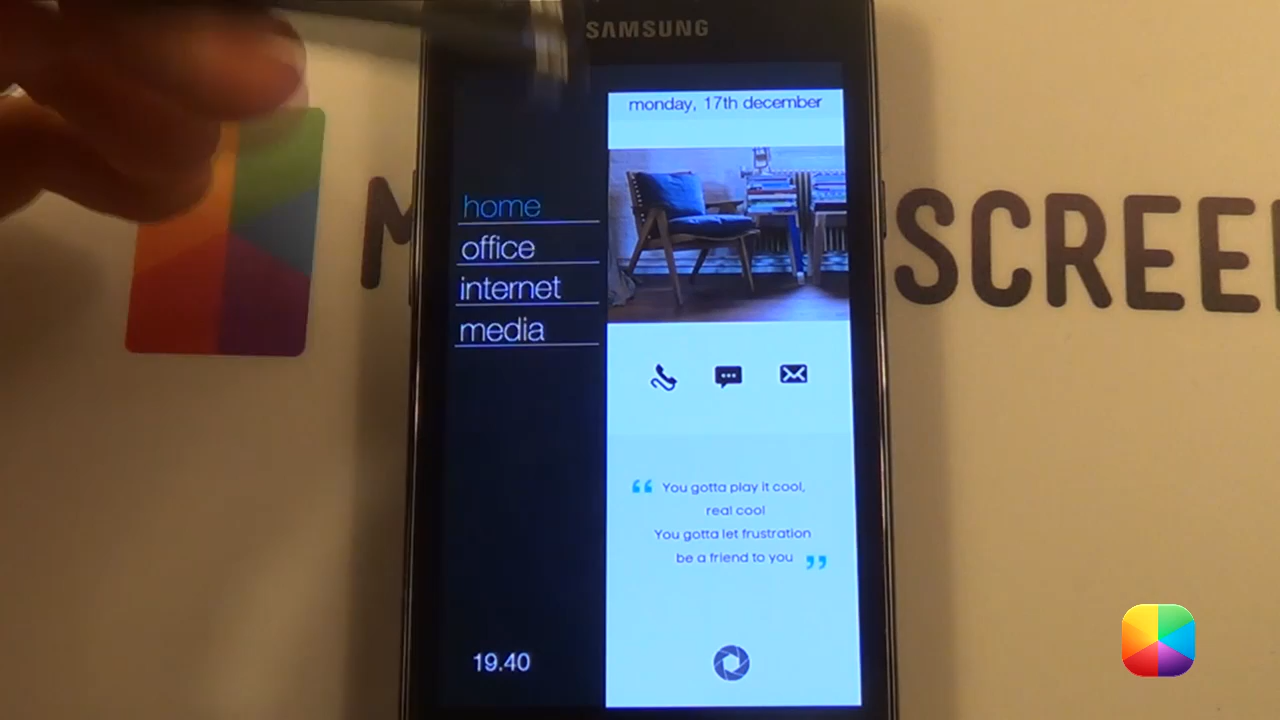 SAMSUNG
monday, 17th december
home
office
internet
media
“ You gotta play it cool,
real cool
You gotta let frustration
be a friend to you ”
19.40
M
SCREE